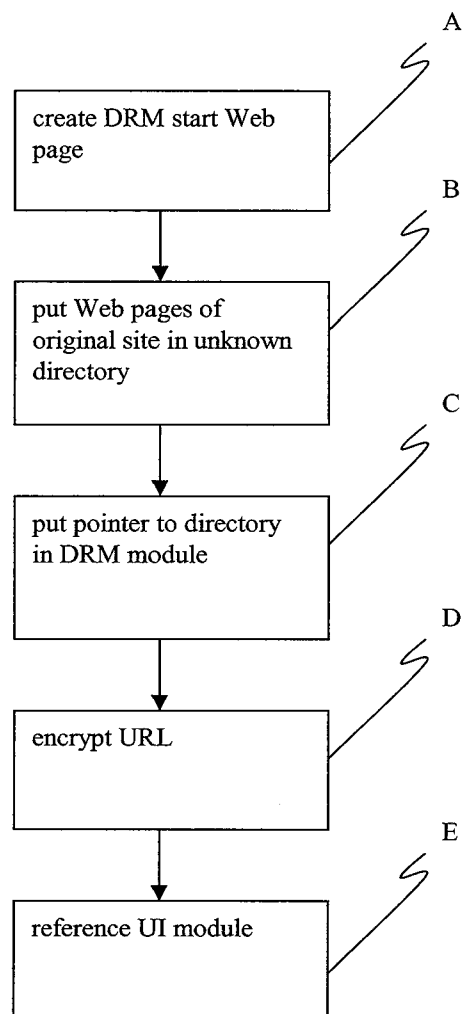 A
create DRM start Web
page
B
put Web pages of
original site in unknown
directory
C
put pointer to directory
in DRM module
D
encrypt URL
E
reference UI module